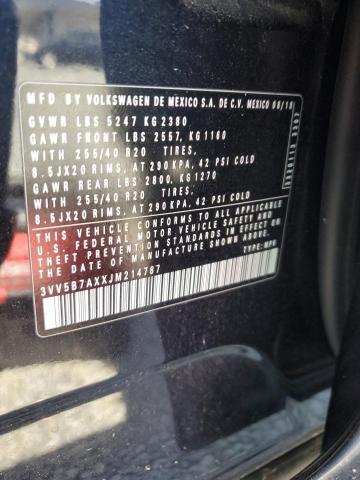 MFD BY VOLKSWAGEN DE MEXICO S.A. DE C.V. MEXICO 06/18
GVWR LBS 5247 KG 2380
GAWR FRONT LBS 2557, KG 1160
WITH 255/40 R20 TIRES,
8.5JX20 RIMS, AT 290 KPA, 42 PSI COLD
GAWR REAR LBS 2800, KG 1270
WITH 255/40 R20 TIRES,
8.5JX20 RIMS, AT 290 KPA, 42 PSI COLD
THIS VEHICLE CONFORMS TO ALL APPLICABLE
U.S. FEDERAL MOTOR VEHICLE SAFETY AND
THEFT PREVENTION STANDARDS IN EFFECT ON THE
DATE OF MANUFACTURE SHOWN ABOVE.
3VV5B7AXXJM214787 TYPE: MPV